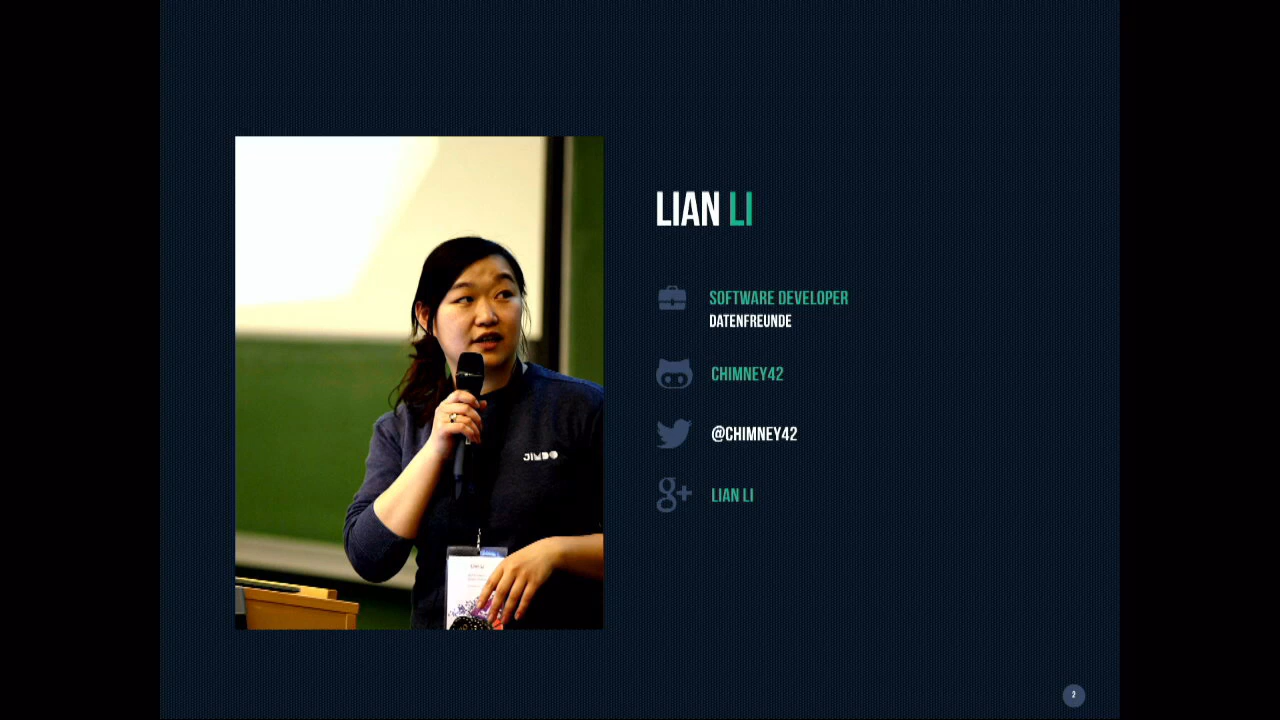 LIAN LI
SOFTWARE DEVELOPER
DATENFREUNDE
CHIMNEY42
@CHIMNEY42
g+ LIAN LI
JIMDO
2